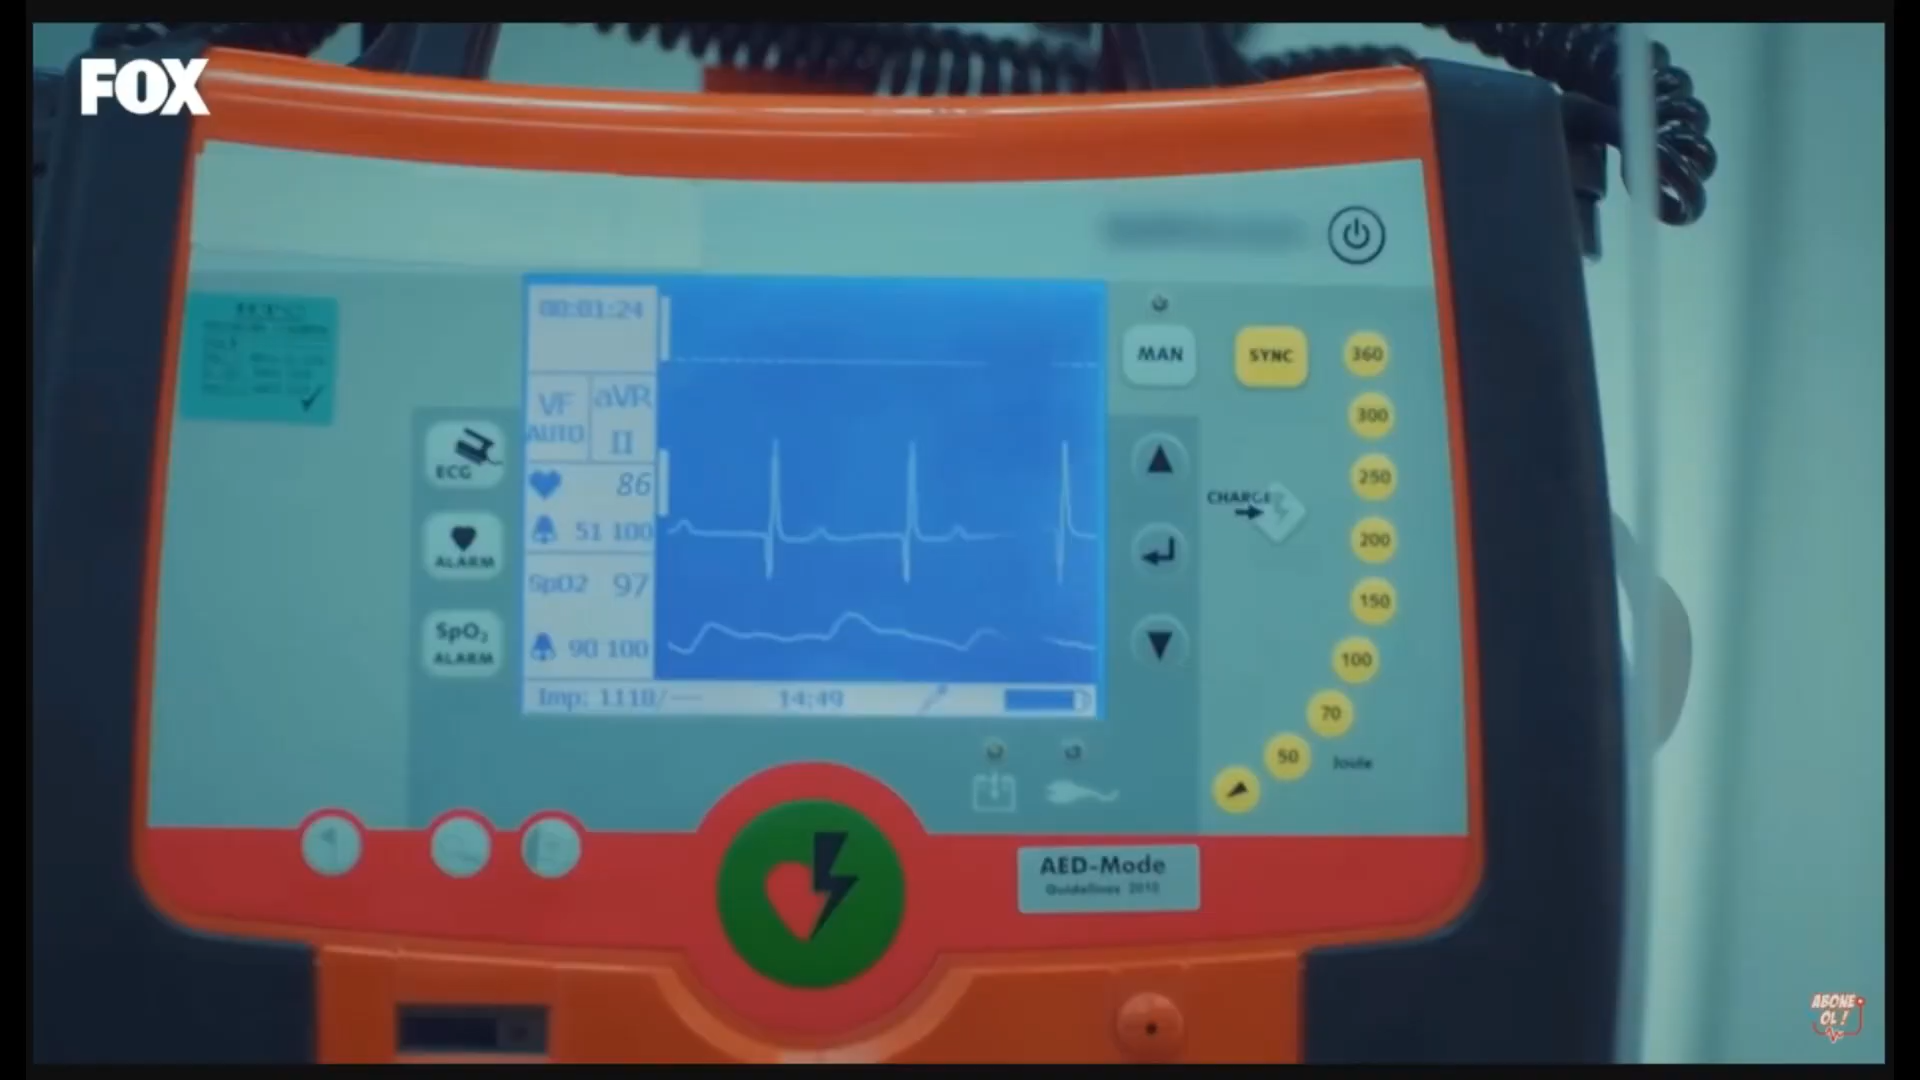 FOX
00:01:24
VF
AUTO
aVR
II
86
51 100
SpO2 97
90 100
Imp: 1118/---
14:49
ECG
ALARM
SpO₂
ALARM
MAN
SYNC
CHARGE
360
300
250
200
150
100
70
50
Joule
AED-Mode
Guidelines 2010
ABONE
OL!